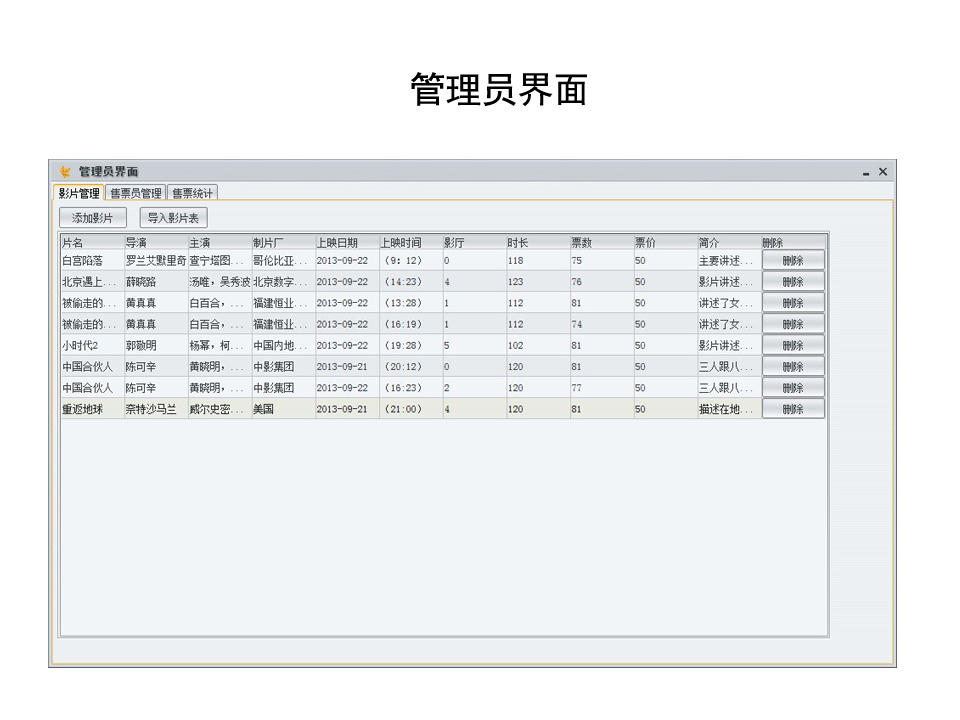 管理员界面
管理员界面
影片管理 售票员管理 售票统计
添加影片 导入影片表
片名 导演 主演 制片厂 上映日期 上映时间 影厅 时长 票数 票价 简介 删除
白宫陷落 罗兰艾默里奇 查宁塔图... 哥伦比亚... 2013-09-22 (9: 12) 0 118 75 50 主要讲述... 删除
北京遇上... 薛晓路 汤唯，吴秀波 北京数字... 2013-09-22 (14:23) 4 123 76 50 影片讲述... 删除
被偷走的... 黄真真 白百合，... 福建恒业... 2013-09-22 (13:28) 1 112 81 50 讲述了女... 删除
被偷走的... 黄真真 白百合，... 福建恒业... 2013-09-22 (16:19) 1 112 74 50 讲述了女... 删除
小时代2 郭敬明 杨幂，柯... 中国内地... 2013-09-22 (19:28) 5 102 81 50 影片讲述... 删除
中国合伙人 陈可辛 黄晓明，... 中影集团 2013-09-21 (20:12) 0 120 81 50 三人跟八... 删除
中国合伙人 陈可辛 黄晓明，... 中影集团 2013-09-22 (16:23) 2 120 77 50 三人跟八... 删除
重返地球 奈特沙马兰 威尔史密... 美国 2013-09-21 (21:00) 4 120 81 50 描述在地... 删除